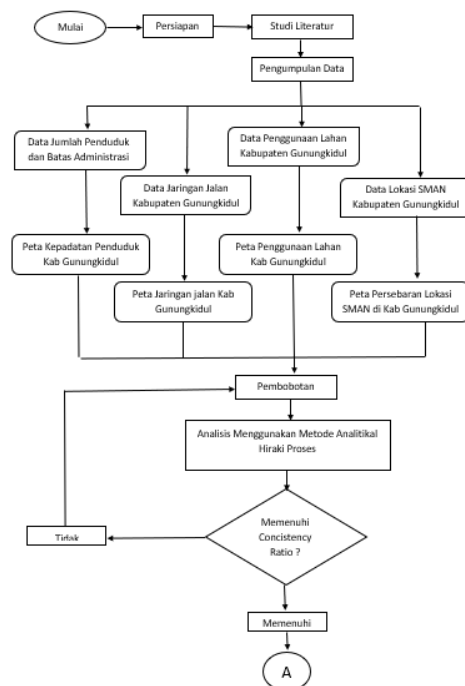 Mulai
Persiapan
Studi Literatur
Pengumpulan Data
Data Jumlah Penduduk
dan Batas Administrasi
Data Jaringan Jalan
Kabupaten Gunungkidul
Data Penggunaan Lahan
Kabupaten Gunungkidul
Data Lokasi SMAN
Kabupaten Gunungkidul
Peta Kepadatan Penduduk
Kab Gunungkidul
Peta Jaringan jalan Kab
Gunungkidul
Peta Penggunaan Lahan
Kab Gunungkidul
Peta Persebaran Lokasi
SMAN di Kab Gunungkidul
Pembobotan
Analisis Menggunakan Metode Analitikal
Hiraki Proses
Memenuhi
Concistency
Ratio ?
Tidak
Memenuhi
A